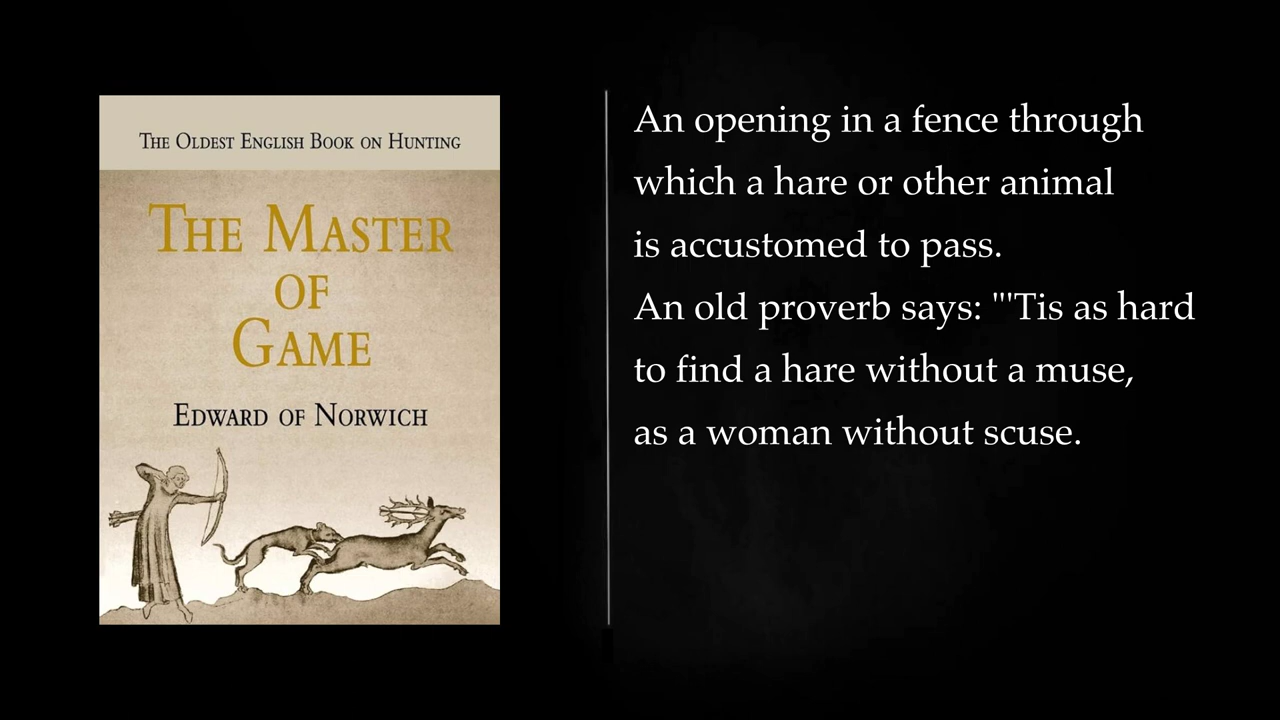 THE OLDEST ENGLISH BOOK ON HUNTING
THE MASTER
OF
GAME
EDWARD OF NORWICH
An opening in a fence through
which a hare or other animal
is accustomed to pass.
An old proverb says: "'Tis as hard
to find a hare without a muse,
as a woman without scuse.